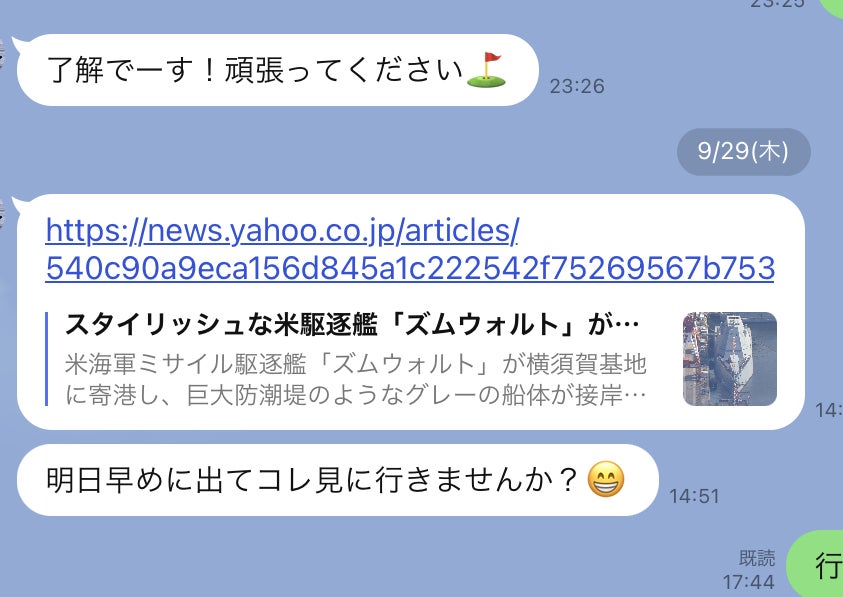 23:25
了解でーす！頑張ってください⛳
23:26
9/29(木)
https://news.yahoo.co.jp/articles/
540c90a9eca156d845a1c222542f75269567b753
スタイリッシュな米駆逐艦「ズムウォルト」が…
米海軍ミサイル駆逐艦「ズムウォルト」が横須賀基地
に寄港し、巨大防潮堤のようなグレーの船体が接岸…
14:
明日早めに出てコレ見に行きませんか？😁
14:51
既読
17:44
行